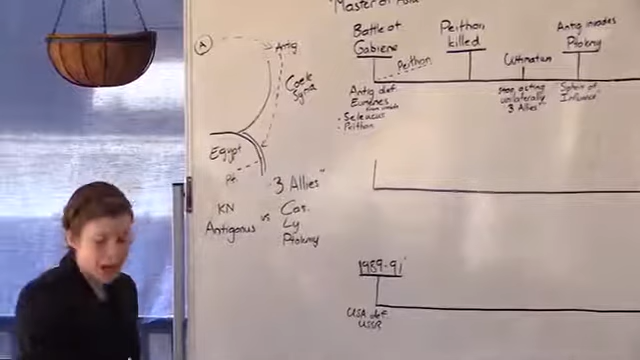 "Master of
A
Antig
Coele
Syria
Egypt
Pt
"3 Allies"
KN
Antigonus
vs
Cas.
Ly
Ptolemy
Battle of
Gabiene
Peithon
Antig def.
Eumenes
Seleucus
Peithon
Peithon
killed
Ultimatum
stop acting
unilaterally
3 Allies"
Antig invades
Ptolemy
Sphere of
Influence"
1989-91
USA def.
USSR